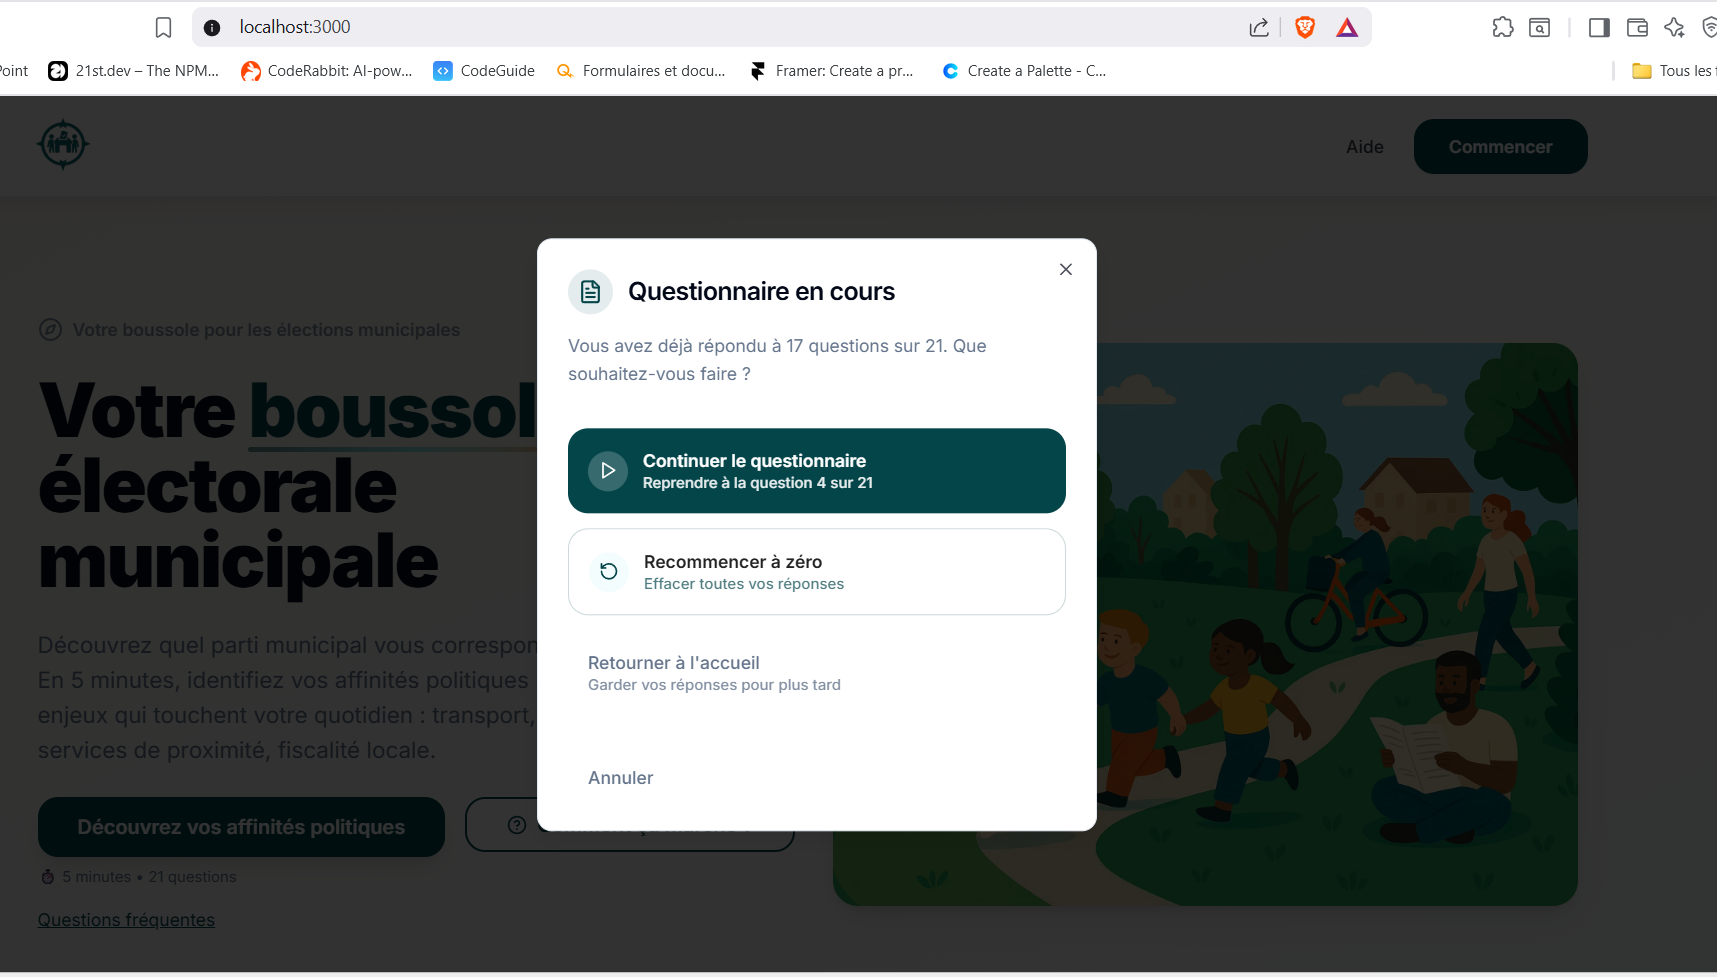 localhost:3000
oint
21st.dev – The NPM...
CodeRabbit: AI-pow...
CodeGuide
Formulaires et docu...
Framer: Create a pr...
Create a Palette - C...
Tous les
Aide
Commencer
Votre boussole pour les élections municipales
Votre boussol
électorale
municipale
Découvrez quel parti municipal vous correspon
En 5 minutes, identifiez vos affinités politiques
enjeux qui touchent votre quotidien : transport,
services de proximité, fiscalité locale.
Découvrez vos affinités politiques
5 minutes • 21 questions
Questions fréquentes
Questionnaire en cours
Vous avez déjà répondu à 17 questions sur 21. Que
souhaitez-vous faire ?
Continuer le questionnaire
Reprendre à la question 4 sur 21
Recommencer à zéro
Effacer toutes vos réponses
Retourner à l'accueil
Garder vos réponses pour plus tard
Annuler